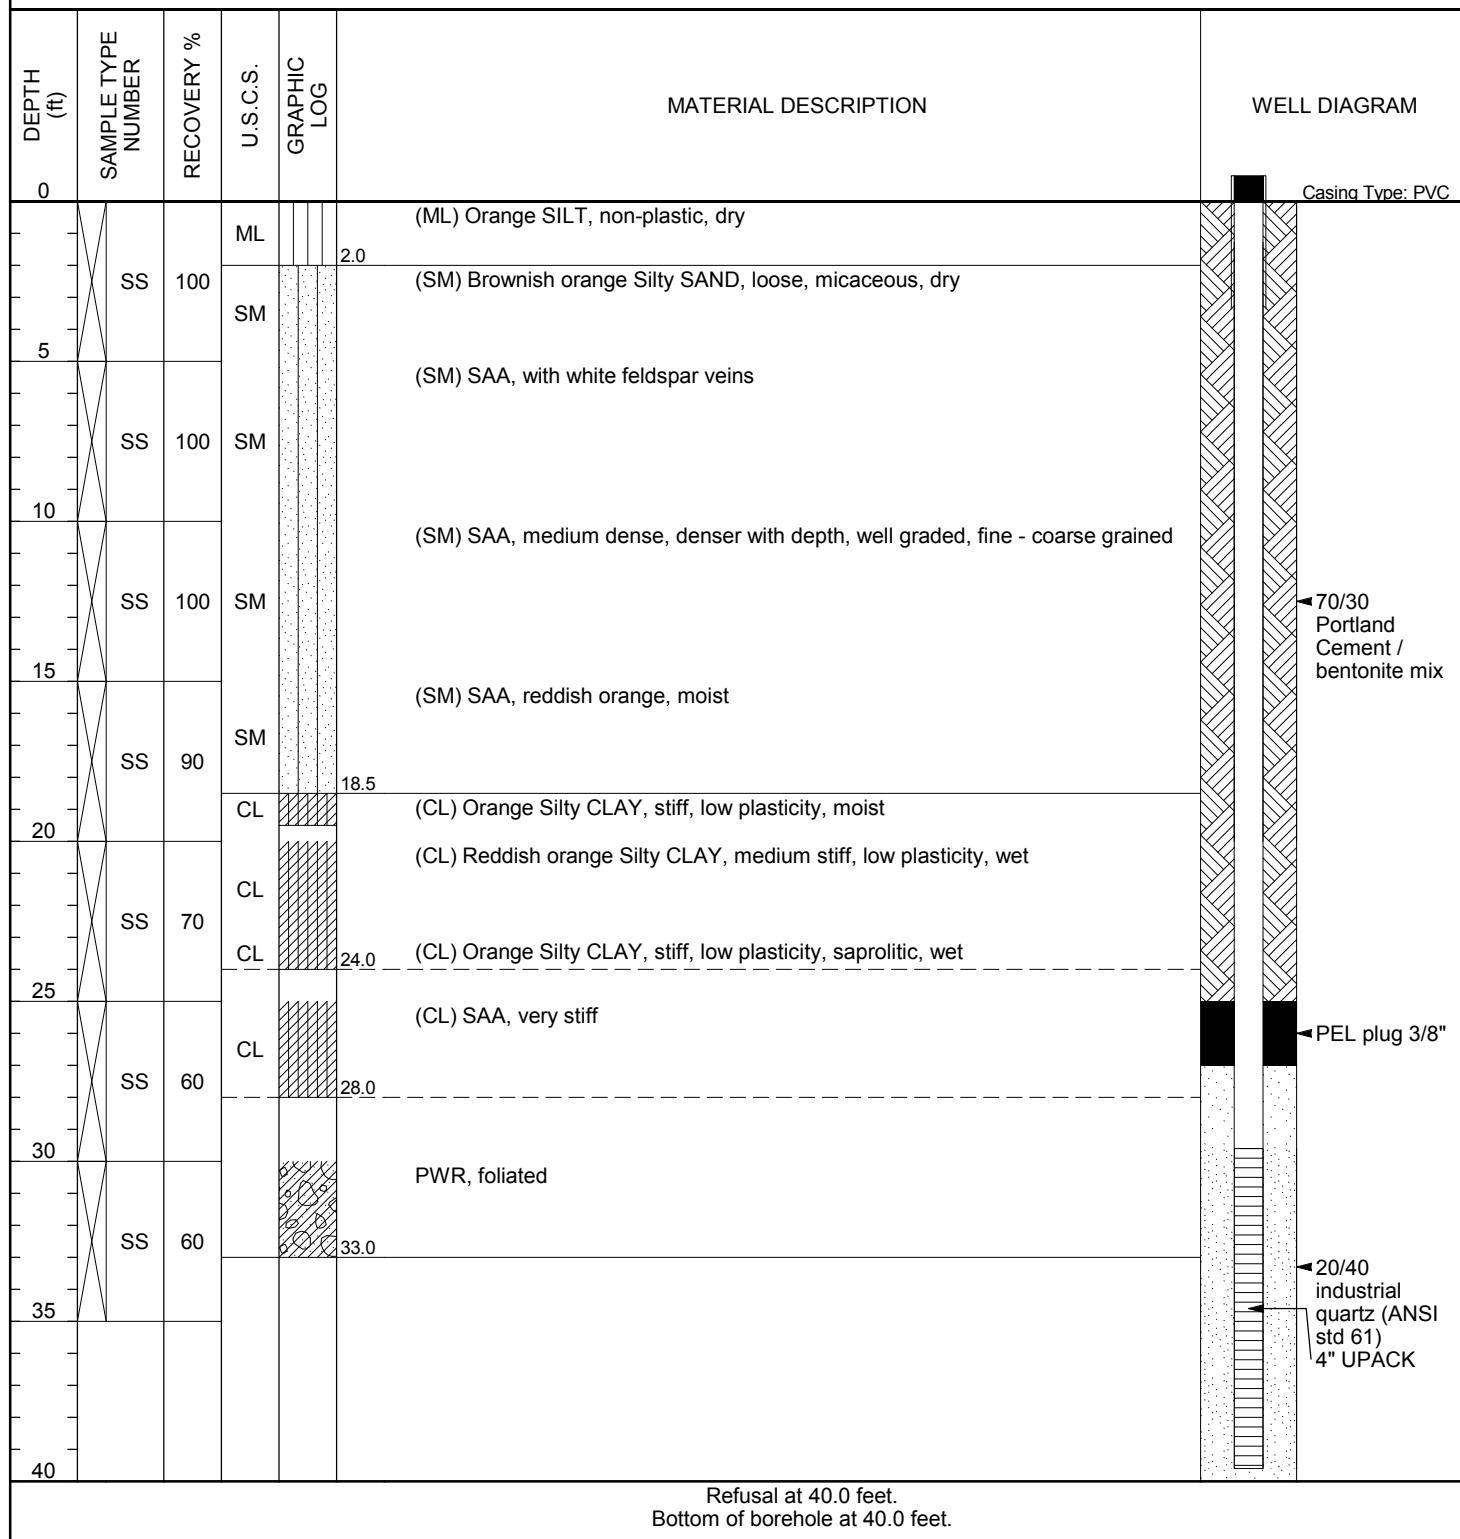 DEPTH
(ft)
SAMPLE TYPE
NUMBER
RECOVERY %
U.S.C.S.
GRAPHIC
LOG
MATERIAL DESCRIPTION
WELL DIAGRAM
0
Casing Type: PVC
(ML) Orange SILT, non-plastic, dry
ML
2.0
SS 100
(SM) Brownish orange Silty SAND, loose, micaceous, dry
SM
5
(SM) SAA, with white feldspar veins
SS 100 SM
10
(SM) SAA, medium dense, denser with depth, well graded, fine - coarse grained
SS 100 SM
70/30
Portland
Cement /
bentonite mix
15
(SM) SAA, reddish orange, moist
SM
SS 90
18.5
CL
(CL) Orange Silty CLAY, stiff, low plasticity, moist
20
(CL) Reddish orange Silty CLAY, medium stiff, low plasticity, wet
CL
SS 70
CL
24.0
(CL) Orange Silty CLAY, stiff, low plasticity, saprolitic, wet
25
(CL) SAA, very stiff
PEL plug 3/8"
CL
SS 60
28.0
30
PWR, foliated
SS 60
33.0
20/40
industrial
quartz (ANSI
std 61)
4" UPACK
35
40
Refusal at 40.0 feet.
Bottom of borehole at 40.0 feet.